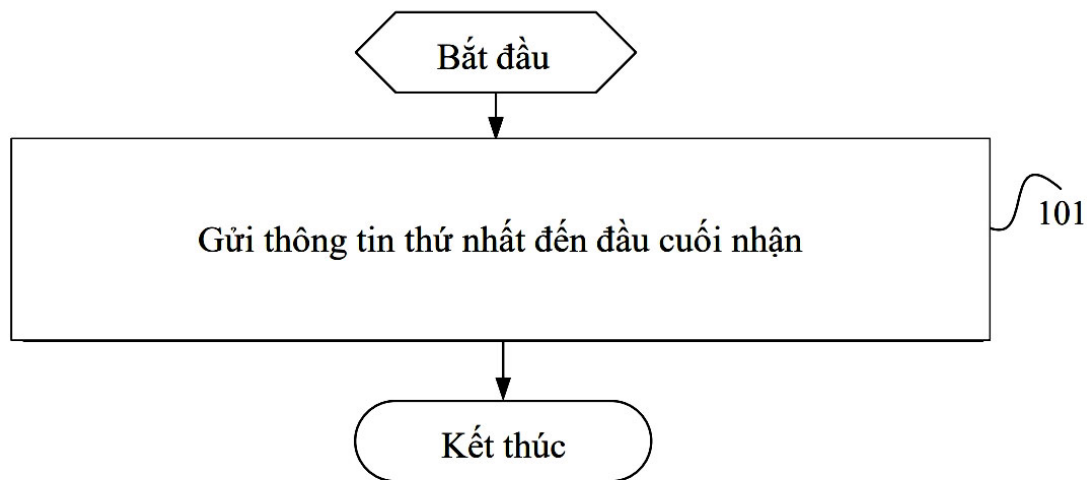 Bắt đầu
Gửi thông tin thứ nhất đến đầu cuối nhận
101
Kết thúc